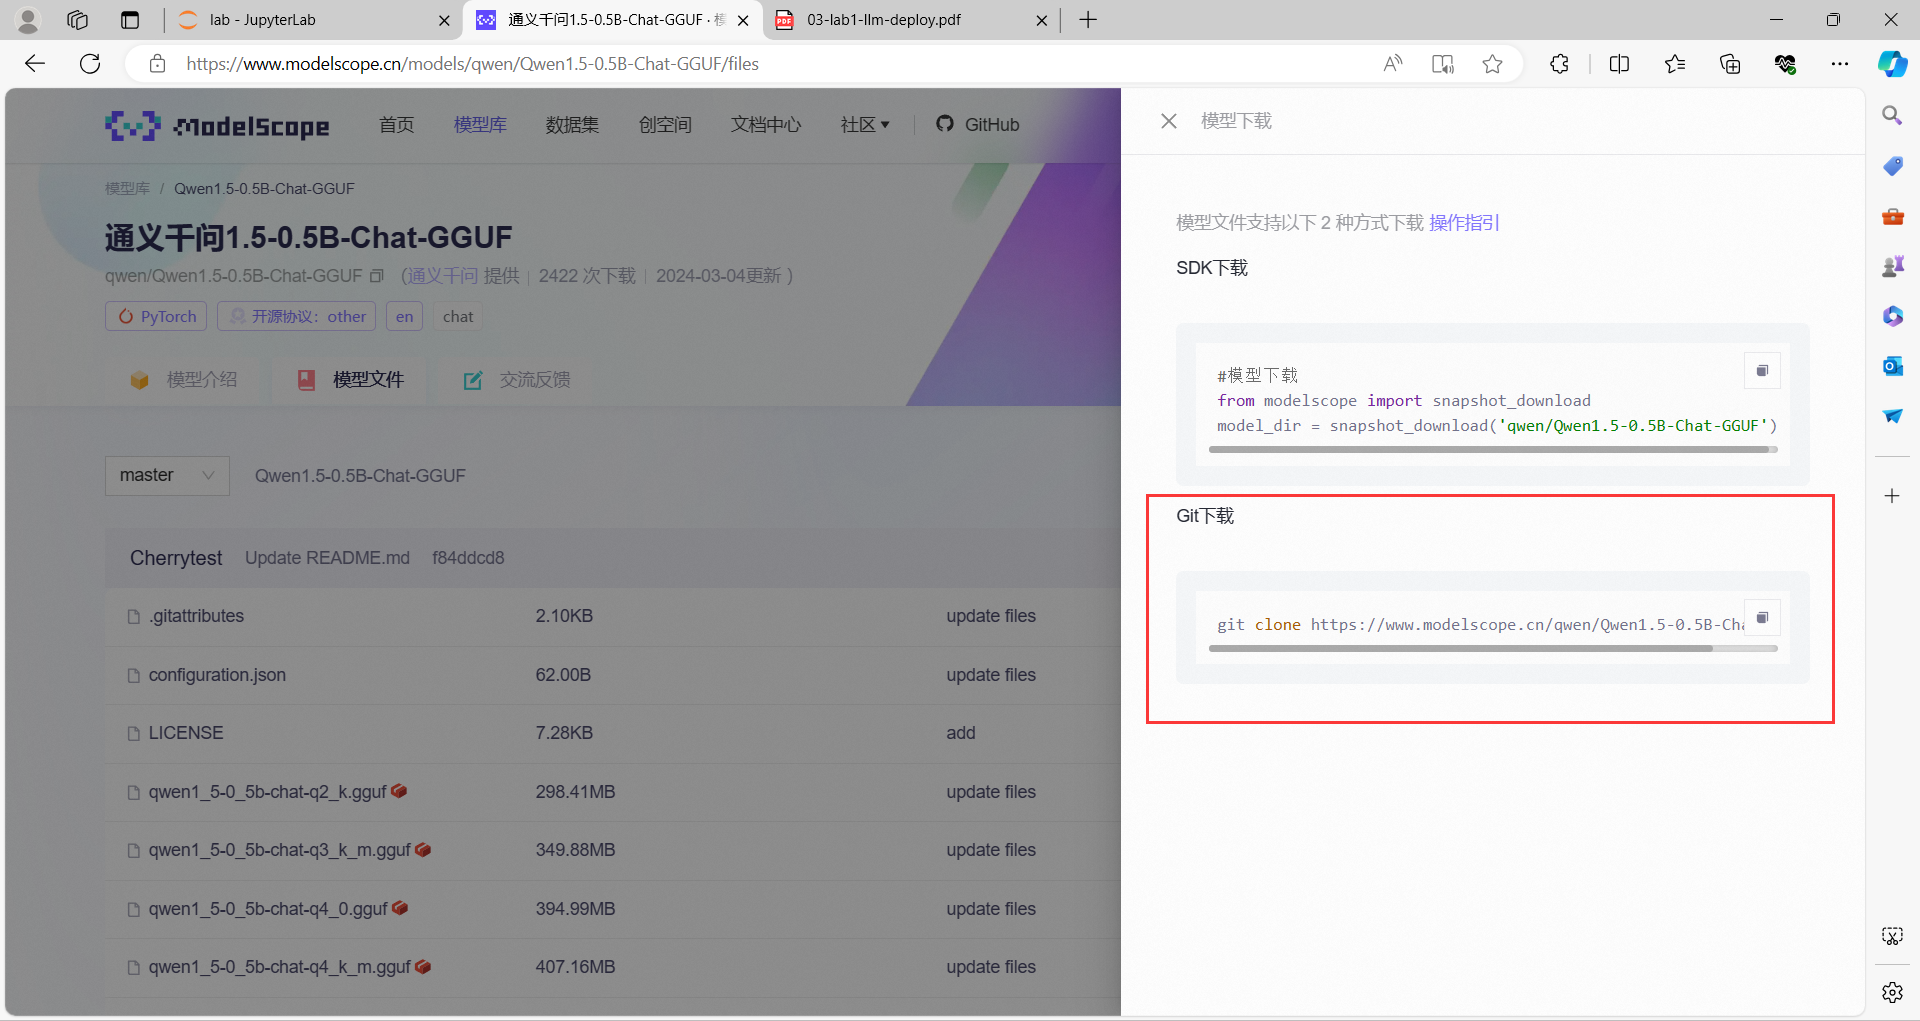 lab - JupyterLab
通义千问1.5-0.5B-Chat-GGUF · 模
03-lab1-llm-deploy.pdf
https://www.modelscope.cn/models/qwen/Qwen1.5-0.5B-Chat-GGUF/files
ModelScope
首页
模型库
数据集
创空间
文档中心
社区
GitHub
模型库 / Qwen1.5-0.5B-Chat-GGUF
通义千问1.5-0.5B-Chat-GGUF
qwen/Qwen1.5-0.5B-Chat-GGUF (通义千问 提供 | 2422 次下载 | 2024-03-04更新 )
PyTorch
开源协议：other
en
chat
模型介绍
模型文件
交流反馈
master
Qwen1.5-0.5B-Chat-GGUF
Cherrytest Update README.md f84ddcd8
.gitattributes 2.10KB update files
configuration.json 62.00B update files
LICENSE 7.28KB add
qwen1_5-0_5b-chat-q2_k.gguf 298.41MB update files
qwen1_5-0_5b-chat-q3_k_m.gguf 349.88MB update files
qwen1_5-0_5b-chat-q4_0.gguf 394.99MB update files
qwen1_5-0_5b-chat-q4_k_m.gguf 407.16MB update files
模型下载
模型文件支持以下 2 种方式下载 操作指引
SDK下载
#模型下载
from modelscope import snapshot_download
model_dir = snapshot_download('qwen/Qwen1.5-0.5B-Chat-GGUF')
Git下载
git clone https://www.modelscope.cn/qwen/Qwen1.5-0.5B-Cha